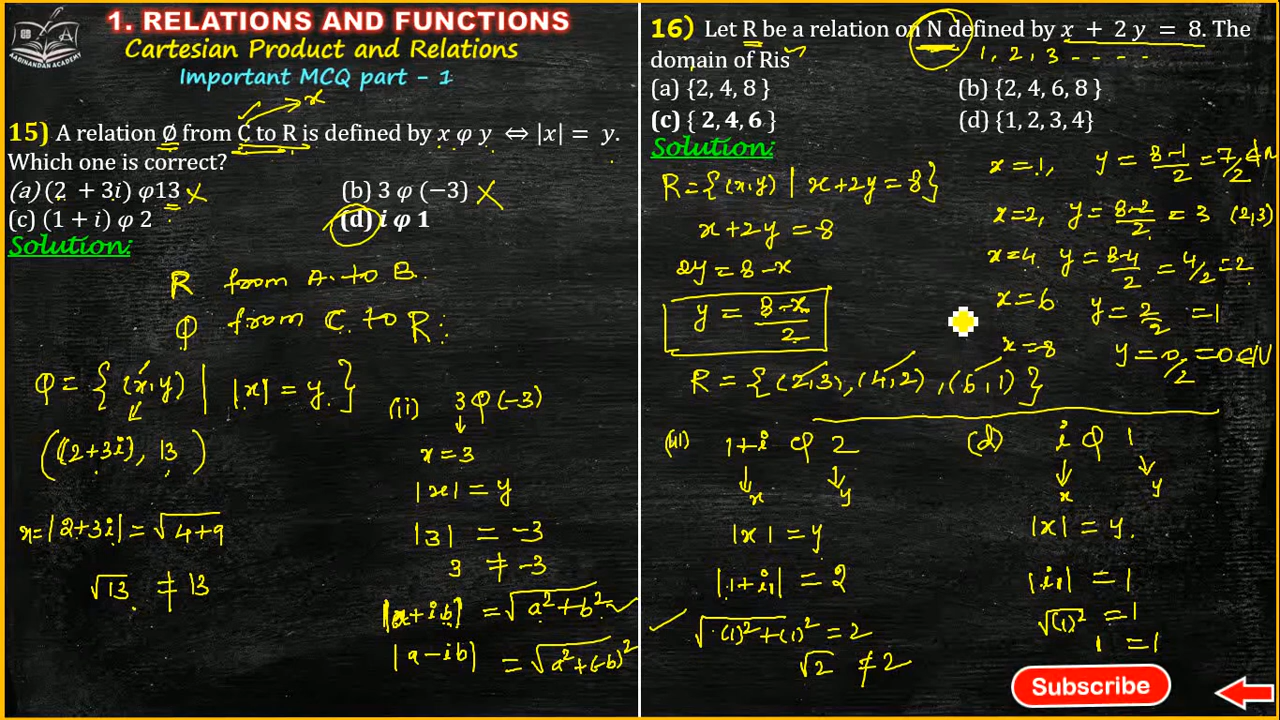 AADINANDAN ACADEMY
1. RELATIONS AND FUNCTIONS
Cartesian Product and Relations
Important MCQ part - 1
x
15) A relation Ø from C to R is defined by x φ y ⇔ |x| = y.
Which one is correct?
(a) (2 + 3i) φ13 ✗
(b) 3 φ (−3) ✗
(c) (1 + i) φ 2
(d) i φ 1
Solution:
R from A to B.
φ from C to R:
φ = { (x,y) | |x| = y }
((2+3i), 13)
x = |2+3i| = √4+9
√13 ≠ 13
(ii) 3 φ (-3)
x = 3
|x| = y
|3| = -3
3 ≠ -3
|a+ib| = √a²+b²
|a-ib| = √a²+(-b)²
16) Let R be a relation on N defined by x + 2 y = 8. The
1, 2, 3 - - - -
domain of Ris
(a) {2, 4, 8 }
(b) {2, 4, 6, 8 }
(c) { 2, 4, 6 }
(d) {1, 2, 3, 4}
Solution:
R = {(x,y) | x+2y = 8}
x+2y = 8
2y = 8-x
y = 8-x/2
x=1, y = 8-1/2 = 7/2 ∉ N
x=2, y = 8-2/2 = 3 (2,3)
x=4 y = 8-4/2 = 4/2 = 2
x=6 y = 2/2 = 1
x=8 y = 0/2 = 0 ∉ N
R = { (2,3), (4,2), (6,1) }
(iii) 1+i φ 2
x y
|x| = y
|1+i| = 2
√(1)²+(1)² = 2
√2 ≠ 2
(d) i φ 1
x y
|x| = y.
|i| = 1
√(1)² = 1
1 = 1
Subscribe